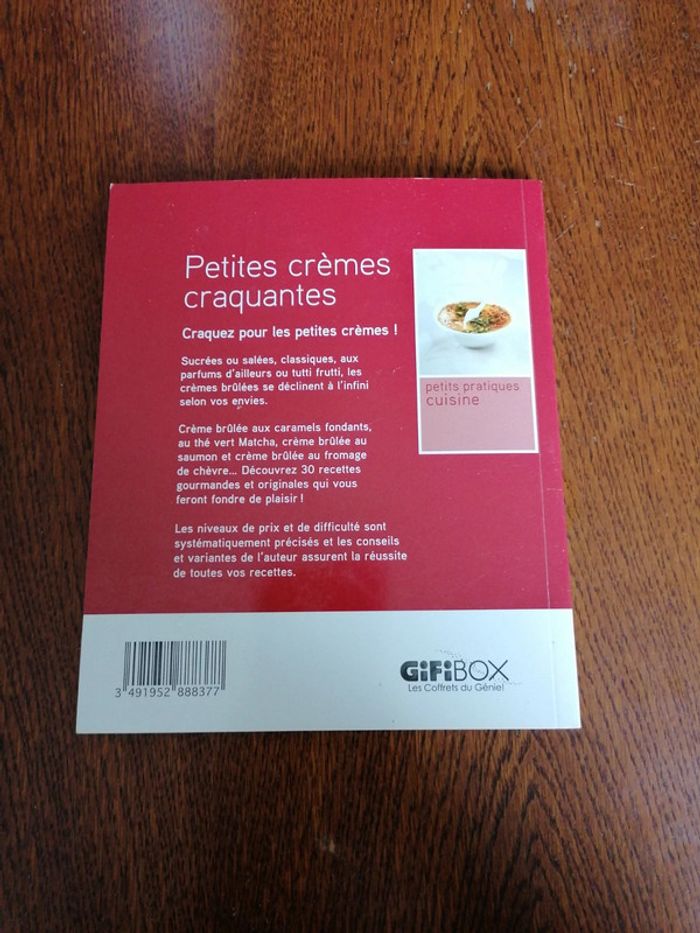 Petites crèmes
craquantes
Craquez pour les petites crèmes !
Sucrées ou salées, classiques, aux
parfums d'ailleurs ou tutti frutti, les
crèmes brûlées se déclinent à l'infini
selon vos envies.
Crème brûlée aux caramels fondants,
au thé vert Matcha, crème brûlée au
saumon et crème brûlée au fromage
de chèvre... Découvrez 30 recettes
gourmandes et originales qui vous
feront fondre de plaisir !
Les niveaux de prix et de difficulté sont
systématiquement précisés et les conseils
et variantes de l'auteur assurent la réussite
de toutes vos recettes.
petits pratiques
cuisine
3 491952 888377
GiFiBOX
Les Coffrets du Génie!